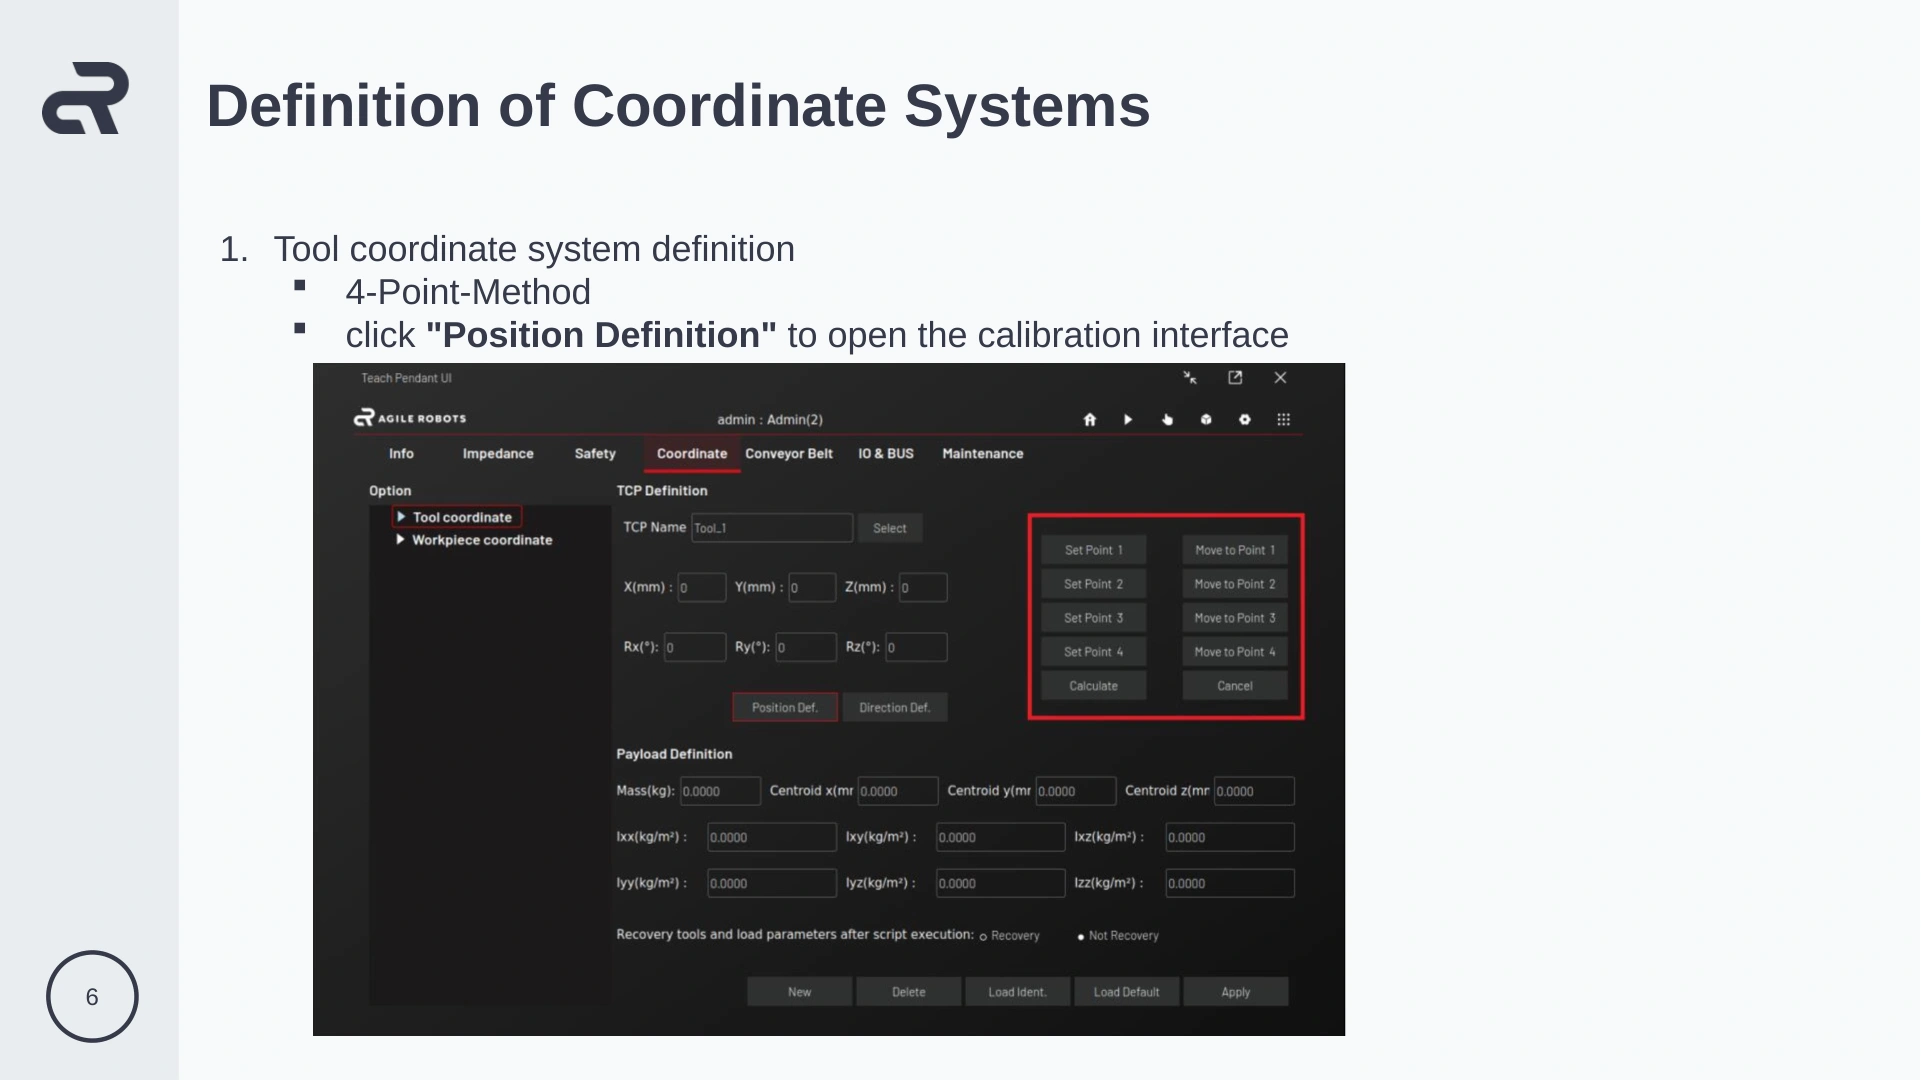 Definition of Coordinate Systems
1. Tool coordinate system definition
▪ 4-Point-Method
▪ click "Position Definition" to open the calibration interface
Teach Pendant UI
AGILE ROBOTS
admin : Admin(2)
Info Impedance Safety Coordinate Conveyor Belt IO & BUS Maintenance
Option
Tool coordinate
Workpiece coordinate
TCP Definition
TCP Name Tool_1 Select
X(mm) : 0 Y(mm) : 0 Z(mm) : 0
Rx(°): 0 Ry(°): 0 Rz(°): 0
Position Def. Direction Def.
Set Point 1 Move to Point 1
Set Point 2 Move to Point 2
Set Point 3 Move to Point 3
Set Point 4 Move to Point 4
Calculate Cancel
Payload Definition
Mass(kg): 0.0000 Centroid x(mr 0.0000 Centroid y(mr 0.0000 Centroid z(mr 0.0000
Ixx(kg/m²) : 0.0000 Ixy(kg/m²) : 0.0000 Ixz(kg/m²) : 0.0000
Iyy(kg/m²) : 0.0000 Iyz(kg/m²) : 0.0000 Izz(kg/m²) : 0.0000
Recovery tools and load parameters after script execution: Recovery Not Recovery
New Delete Load Ident. Load Default Apply
6